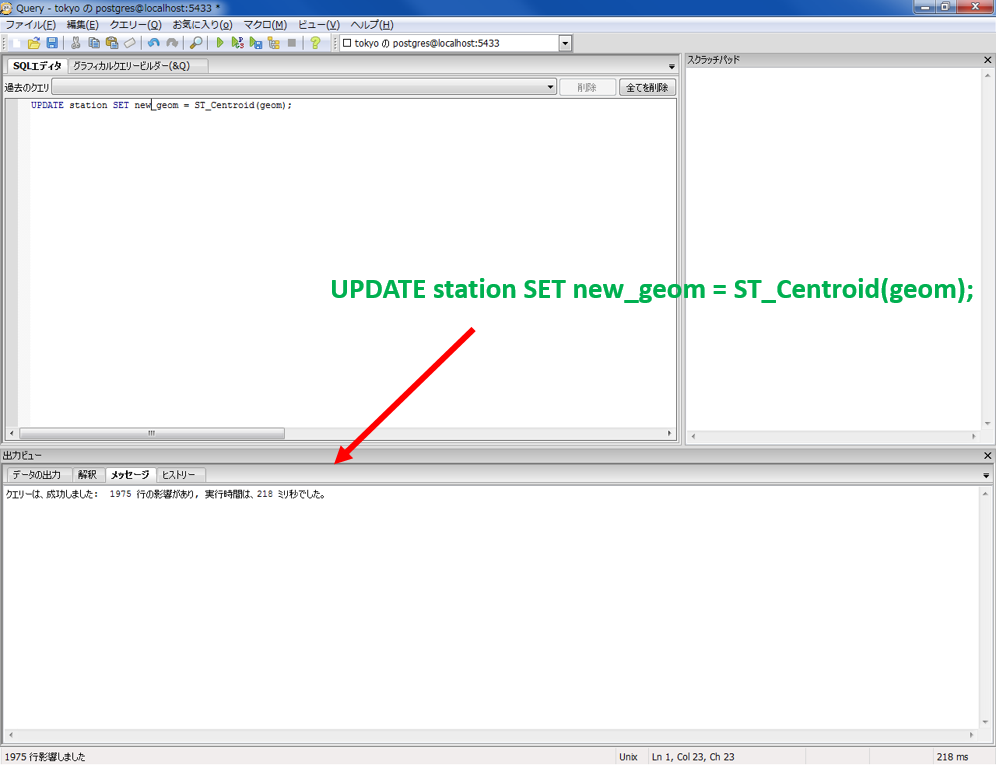 Query - tokyo の postgres@localhost:5433 *
ファイル(F) 編集(E) クエリー(Q) お気に入り(o) マクロ(M) ビュー(V) ヘルプ(H)
tokyo の postgres@localhost:5433
SQLエディタ グラフィカルクエリービルダー(&Q)
スクラッチパッド
過去のクエリ 削除 全てを削除
UPDATE station SET new_geom = ST_Centroid(geom);
UPDATE station SET new_geom = ST_Centroid(geom);
出力ビュー
データの出力 解釈 メッセージ ヒストリー
クエリーは、成功しました: 1975 行の影響があり, 実行時間は、218 ミリ秒でした。
1975 行影響しました Unix Ln 1, Col 23, Ch 23 218 ms